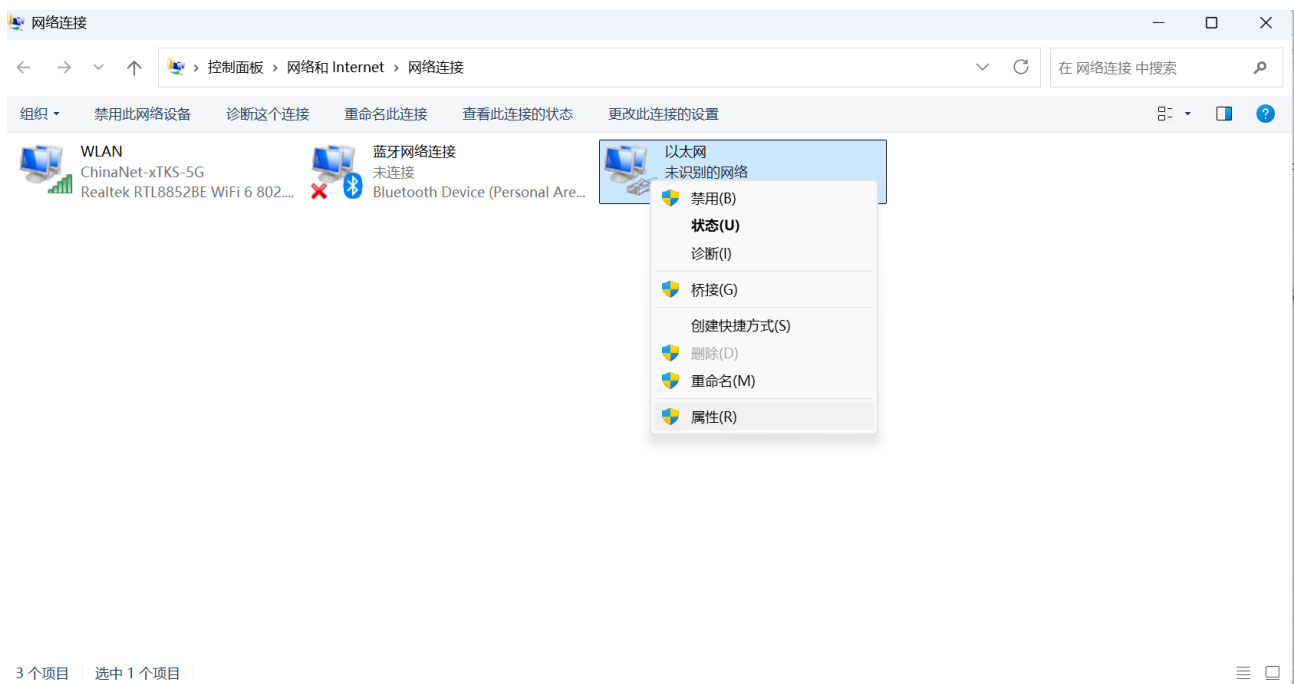 网络连接
控制面板 > 网络和 Internet > 网络连接
在 网络连接 中搜索
组织 禁用此网络设备 诊断这个连接 重命名此连接 查看此连接的状态 更改此连接的设置
WLAN
ChinaNet-xTKS-5G
Realtek RTL8852BE WiFi 6 802....
蓝牙网络连接
未连接
Bluetooth Device (Personal Are...
以太网
未识别的网络
禁用(B)
状态(U)
诊断(I)
桥接(G)
创建快捷方式(S)
删除(D)
重命名(M)
属性(R)
3 个项目 选中 1 个项目